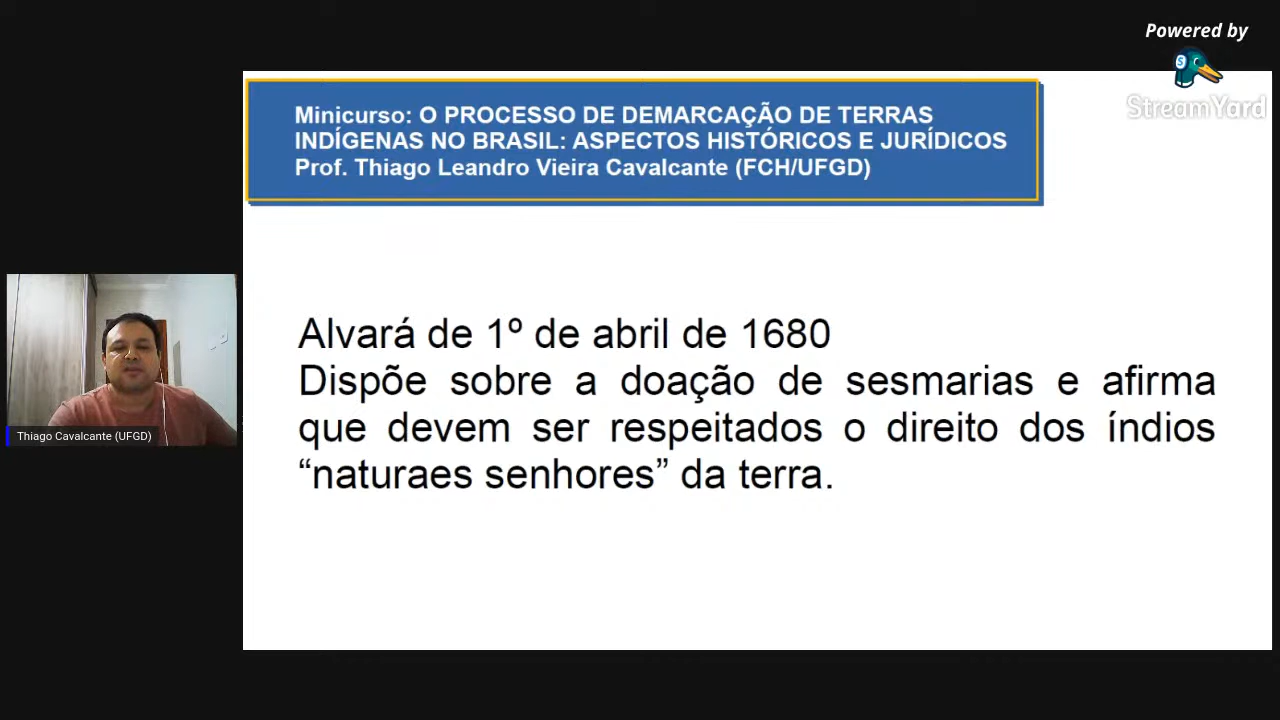 Powered by
StreamYard
Minicurso: O PROCESSO DE DEMARCAÇÃO DE TERRAS
INDÍGENAS NO BRASIL: ASPECTOS HISTÓRICOS E JURÍDICOS
Prof. Thiago Leandro Vieira Cavalcante (FCH/UFGD)
Alvará de 1º de abril de 1680
Dispõe sobre a doação de sesmarias e afirma
que devem ser respeitados o direito dos índios
“naturaes senhores” da terra.
Thiago Cavalcante (UFGD)